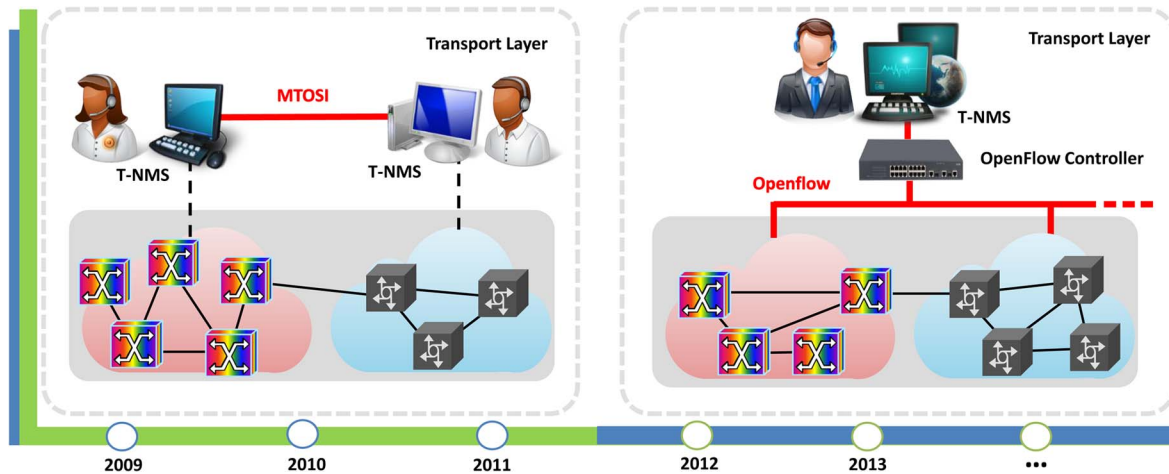 Transport Layer
MTOSI
T-NMS
T-NMS
Transport Layer
T-NMS
OpenFlow Controller
Openflow
2009
2010
2011
2012
2013
...